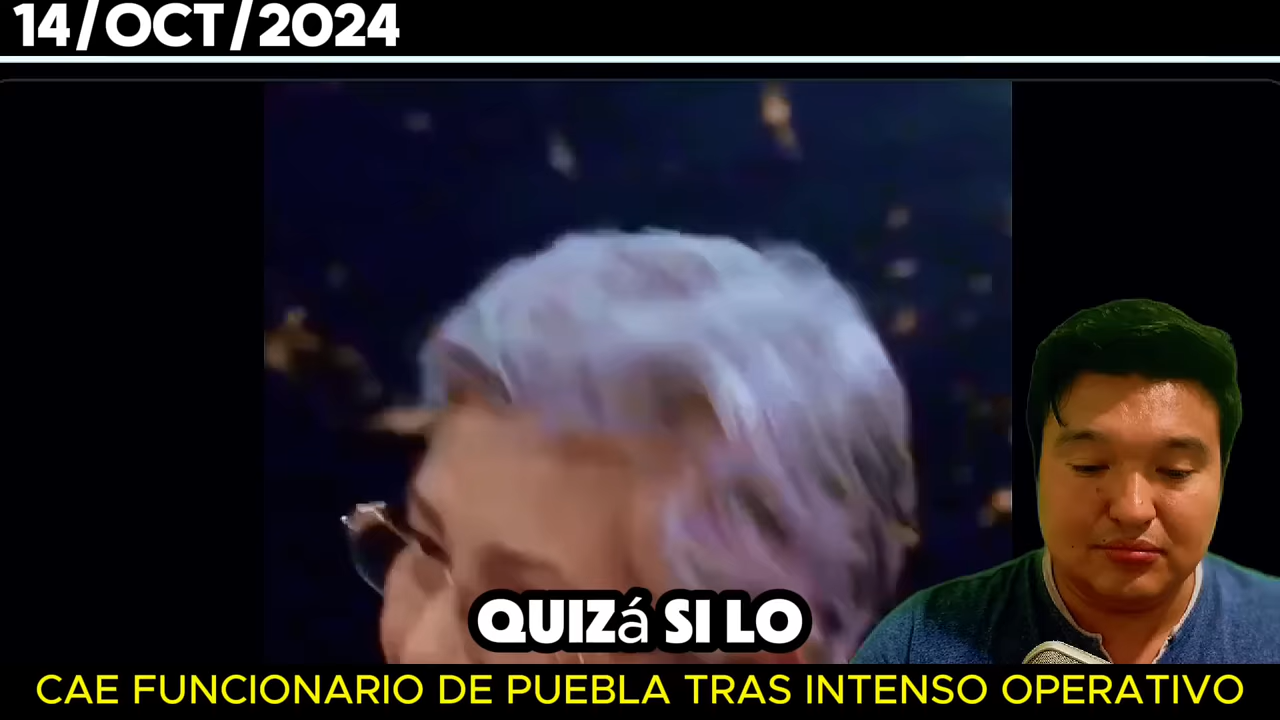 14/OCT/2024
QUIZá SI LO
CAE FUNCIONARIO DE PUEBLA TRAS INTENSO OPERATIVO